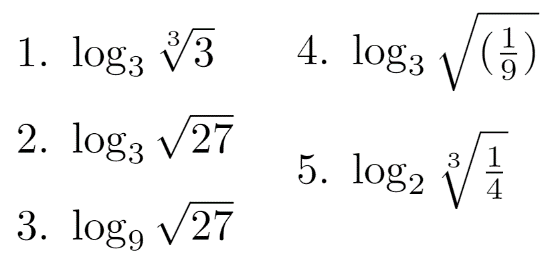 1. log₃ ∛3
2. log₃ √27
3. log₉ √27
4. log₃ √(1/9)
5. log₂ ∛1/4